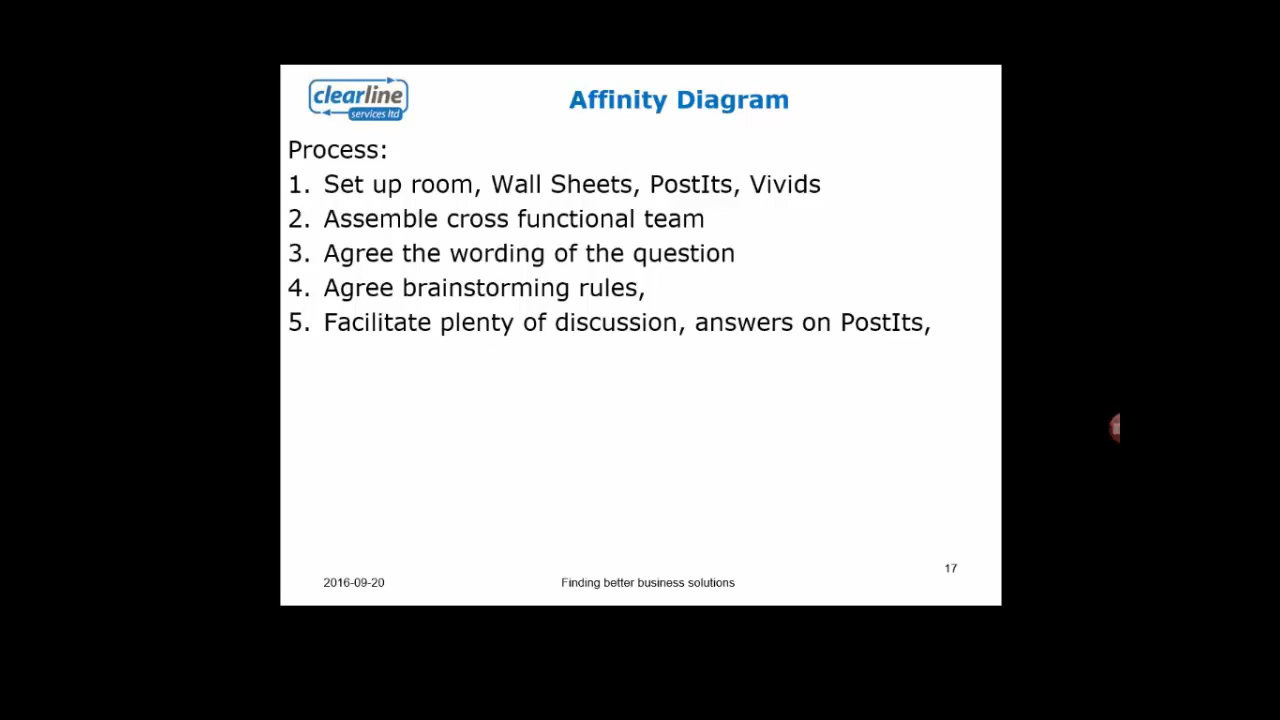 clearline
services ltd
Affinity Diagram
Process:
1. Set up room, Wall Sheets, PostIts, Vivids
2. Assemble cross functional team
3. Agree the wording of the question
4. Agree brainstorming rules,
5. Facilitate plenty of discussion, answers on PostIts,
17
2016-09-20 Finding better business solutions